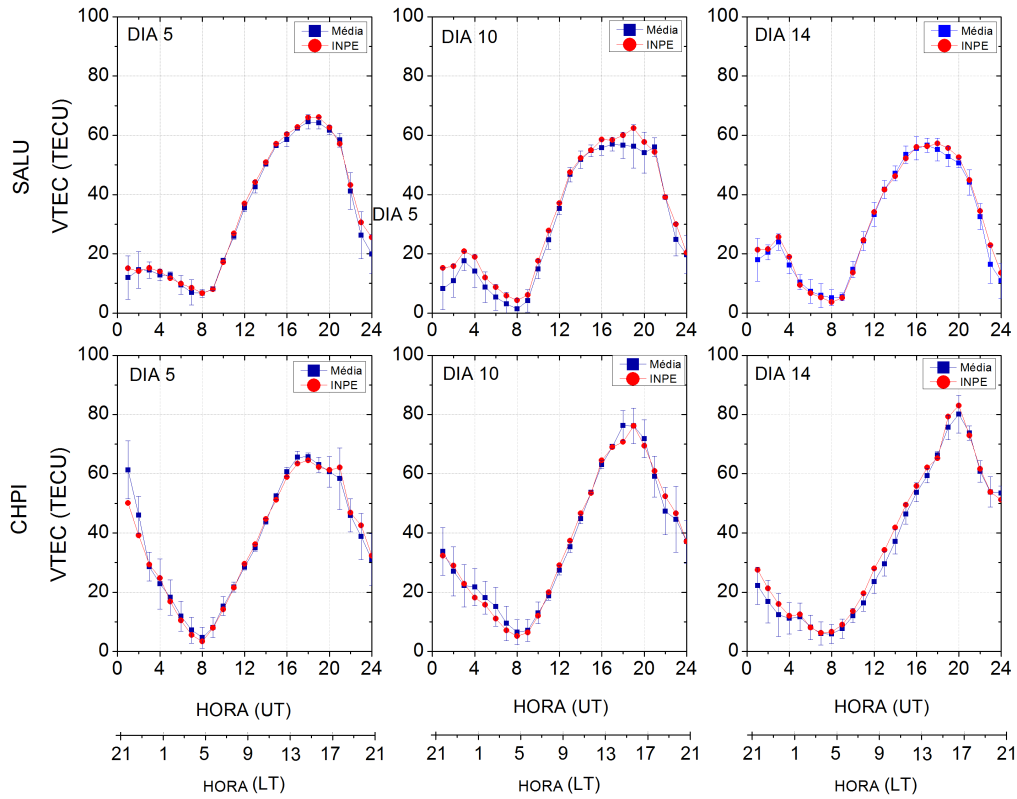 SALU
VTEC (TECU)
100
80
60
40
20
0
DIA 5
Média
INPE
0 4 8 12 16 20 24
DIA 5
100
80
60
40
20
0
DIA 10
Média
INPE
0 4 8 12 16 20 24
100
80
60
40
20
0
DIA 14
Média
INPE
0 4 8 12 16 20 24
CHPI
VTEC (TECU)
100
80
60
40
20
0
DIA 5
Média
INPE
0 4 8 12 16 20 24
100
80
60
40
20
0
DIA 10
Média
INPE
0 4 8 12 16 20 24
100
80
60
40
20
0
DIA 14
Média
INPE
0 4 8 12 16 20 24
HORA (UT)
HORA (UT)
HORA (UT)
21 1 5 9 13 17 21
21 1 5 9 13 17 21
21 1 5 9 13 17 21
HORA (LT)
HORA (LT)
HORA (LT)